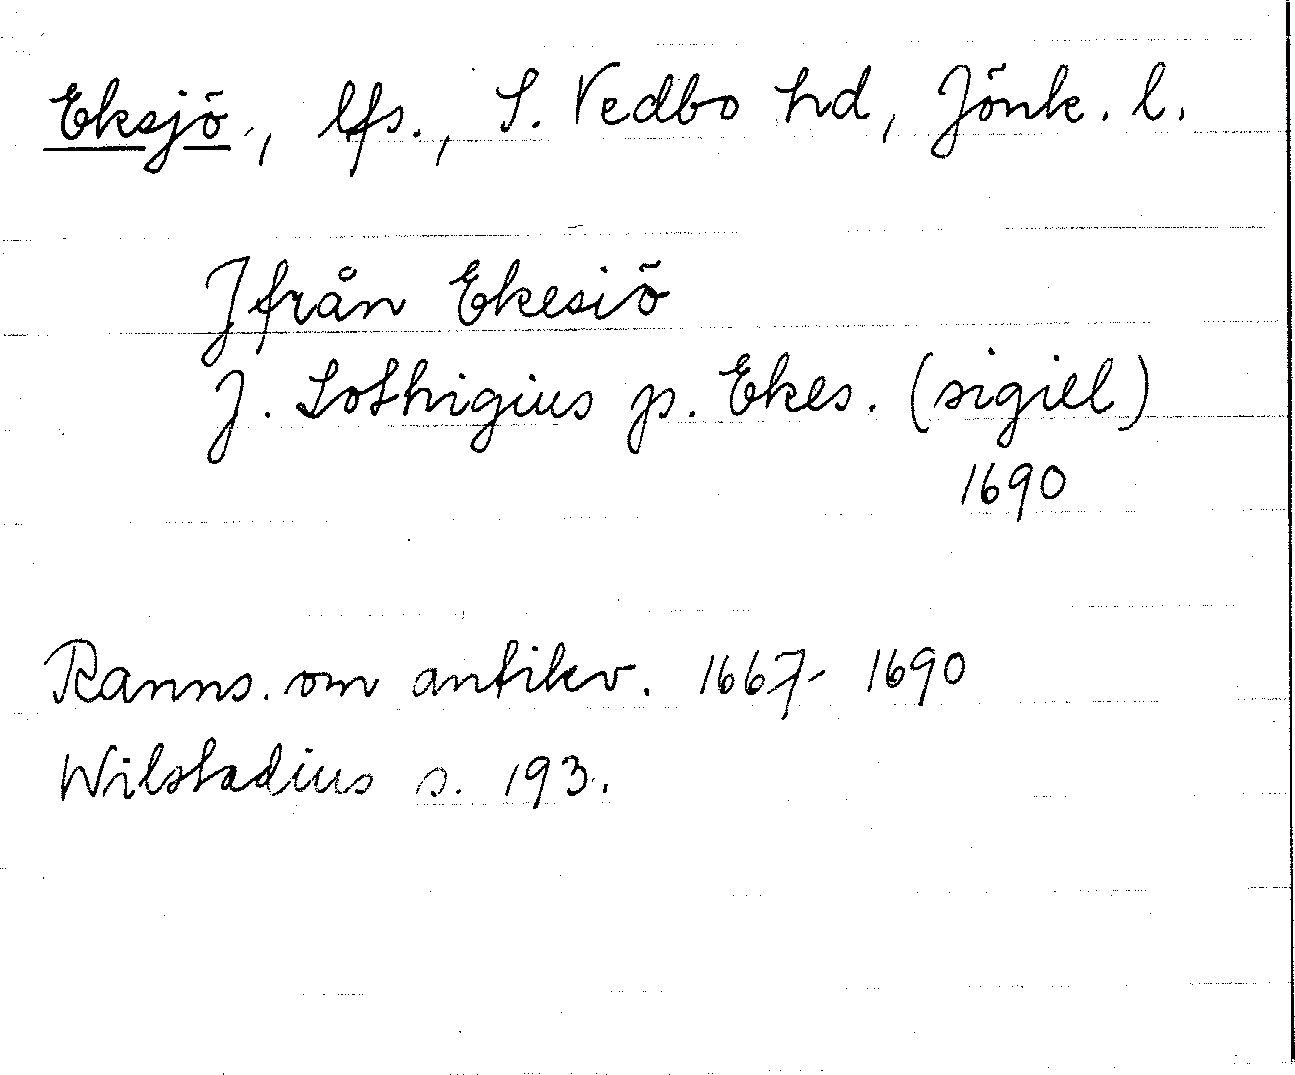 Eksjö, lfs., S. Vedbo hd, Jönk. l.
Ifrån Ekesiö
J. Lothigius p. Ekes. (sigill)
1690
Ranns. om antikv. 1667-1690
Wilstadius s. 193.